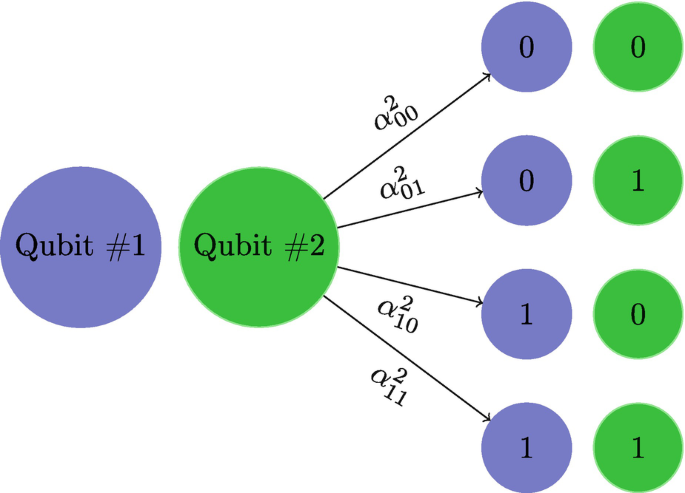 0 0
α²₀₀
0 1
α²₀₁
Qubit #1 Qubit #2
1 0
α²₁₀
α²₁₁
1 1